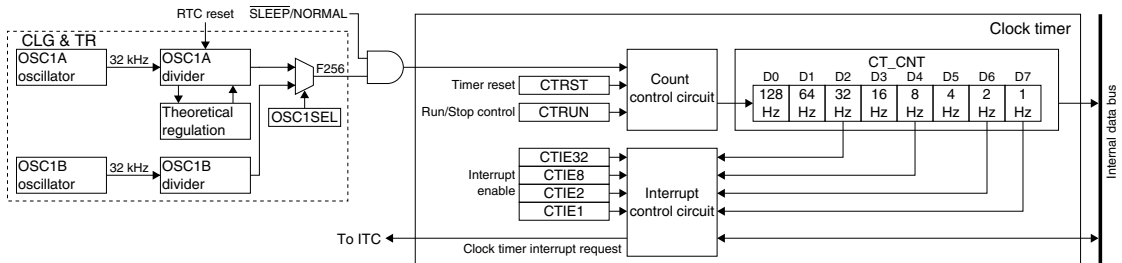 RTC reset
SLEEP/NORMAL
Clock timer
CLG & TR
OSC1A
oscillator
32 kHz
OSC1A
divider
F256
Theoretical
regulation
OSC1SEL
OSC1B
oscillator
32 kHz
OSC1B
divider
Timer reset
CTRST
Run/Stop control
CTRUN
Count
control circuit
CT_CNT
D0 D1 D2 D3 D4 D5 D6 D7
128 64 32 16 8 4 2 1
Hz Hz Hz Hz Hz Hz Hz Hz
Interrupt
enable
CTIE32
CTIE8
CTIE2
CTIE1
Interrupt
control circuit
To ITC
Clock timer interrupt request
Internal data bus